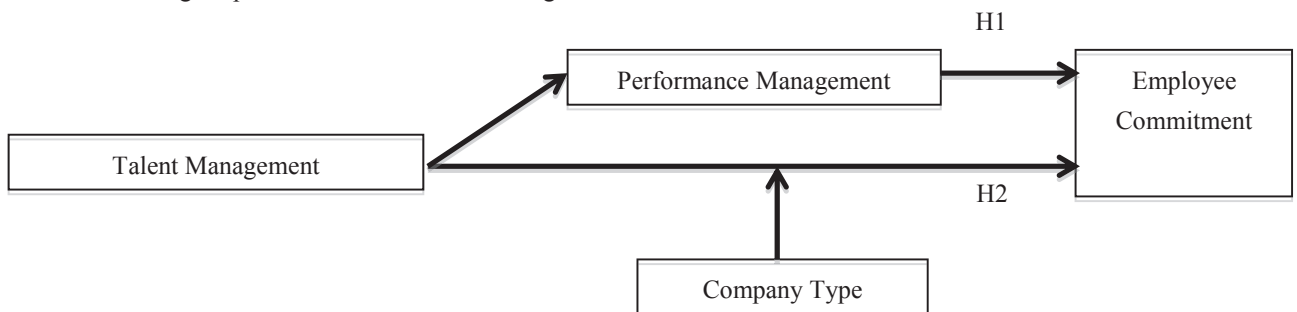 H1
Performance Management
Employee
Commitment
Talent Management
H2
Company Type